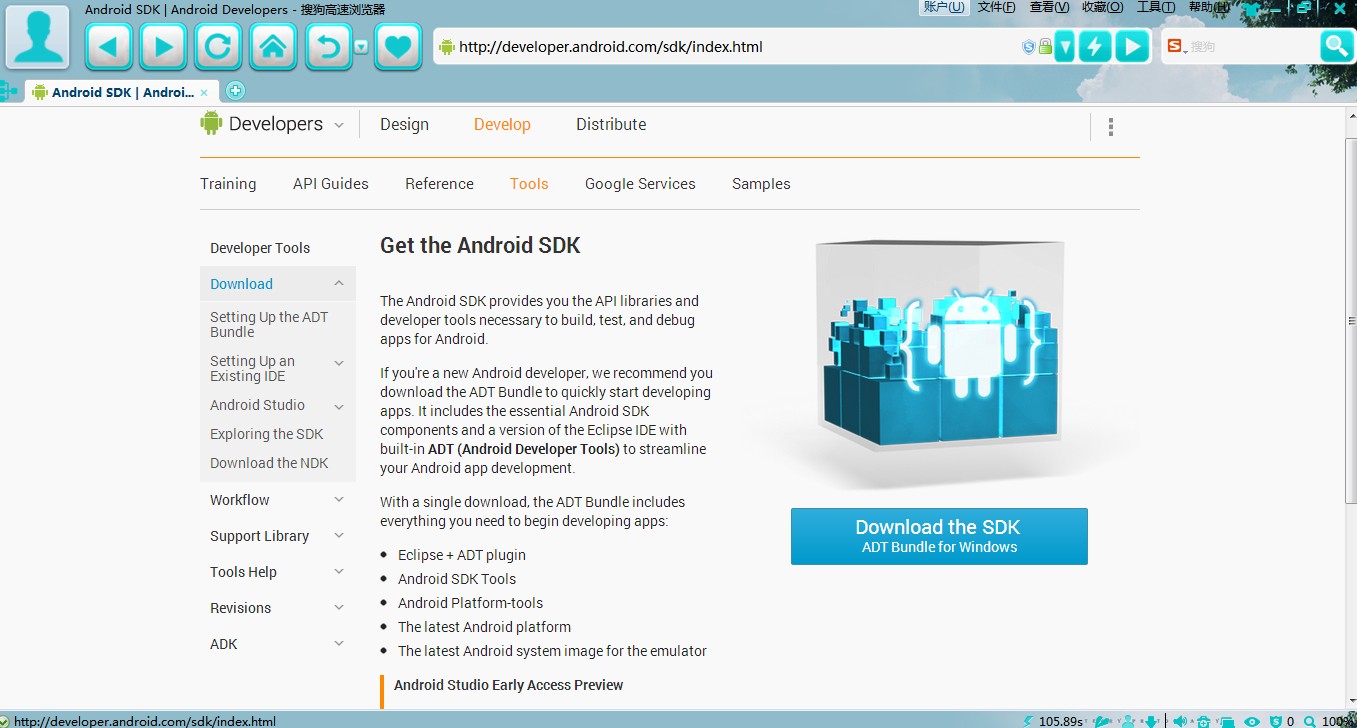 Android SDK | Android Developers - 搜狗高速浏览器
账户(U) 文件(F) 查看(V) 收藏(O) 工具(T) 帮助(H)
http://developer.android.com/sdk/index.html
搜狗
Android SDK | Androi...
Developers
Design
Develop
Distribute
Training
API Guides
Reference
Tools
Google Services
Samples
Developer Tools
Download
Setting Up the ADT
Bundle
Setting Up an
Existing IDE
Android Studio
Exploring the SDK
Download the NDK
Workflow
Support Library
Tools Help
Revisions
ADK
Get the Android SDK
The Android SDK provides you the API libraries and
developer tools necessary to build, test, and debug
apps for Android.
If you're a new Android developer, we recommend you
download the ADT Bundle to quickly start developing
apps. It includes the essential Android SDK
components and a version of the Eclipse IDE with
built-in ADT (Android Developer Tools) to streamline
your Android app development.
With a single download, the ADT Bundle includes
everything you need to begin developing apps:
• Eclipse + ADT plugin
• Android SDK Tools
• Android Platform-tools
• The latest Android platform
• The latest Android system image for the emulator
Android Studio Early Access Preview
Download the SDK
ADT Bundle for Windows
http://developer.android.com/sdk/index.html
105.89s
0
100%